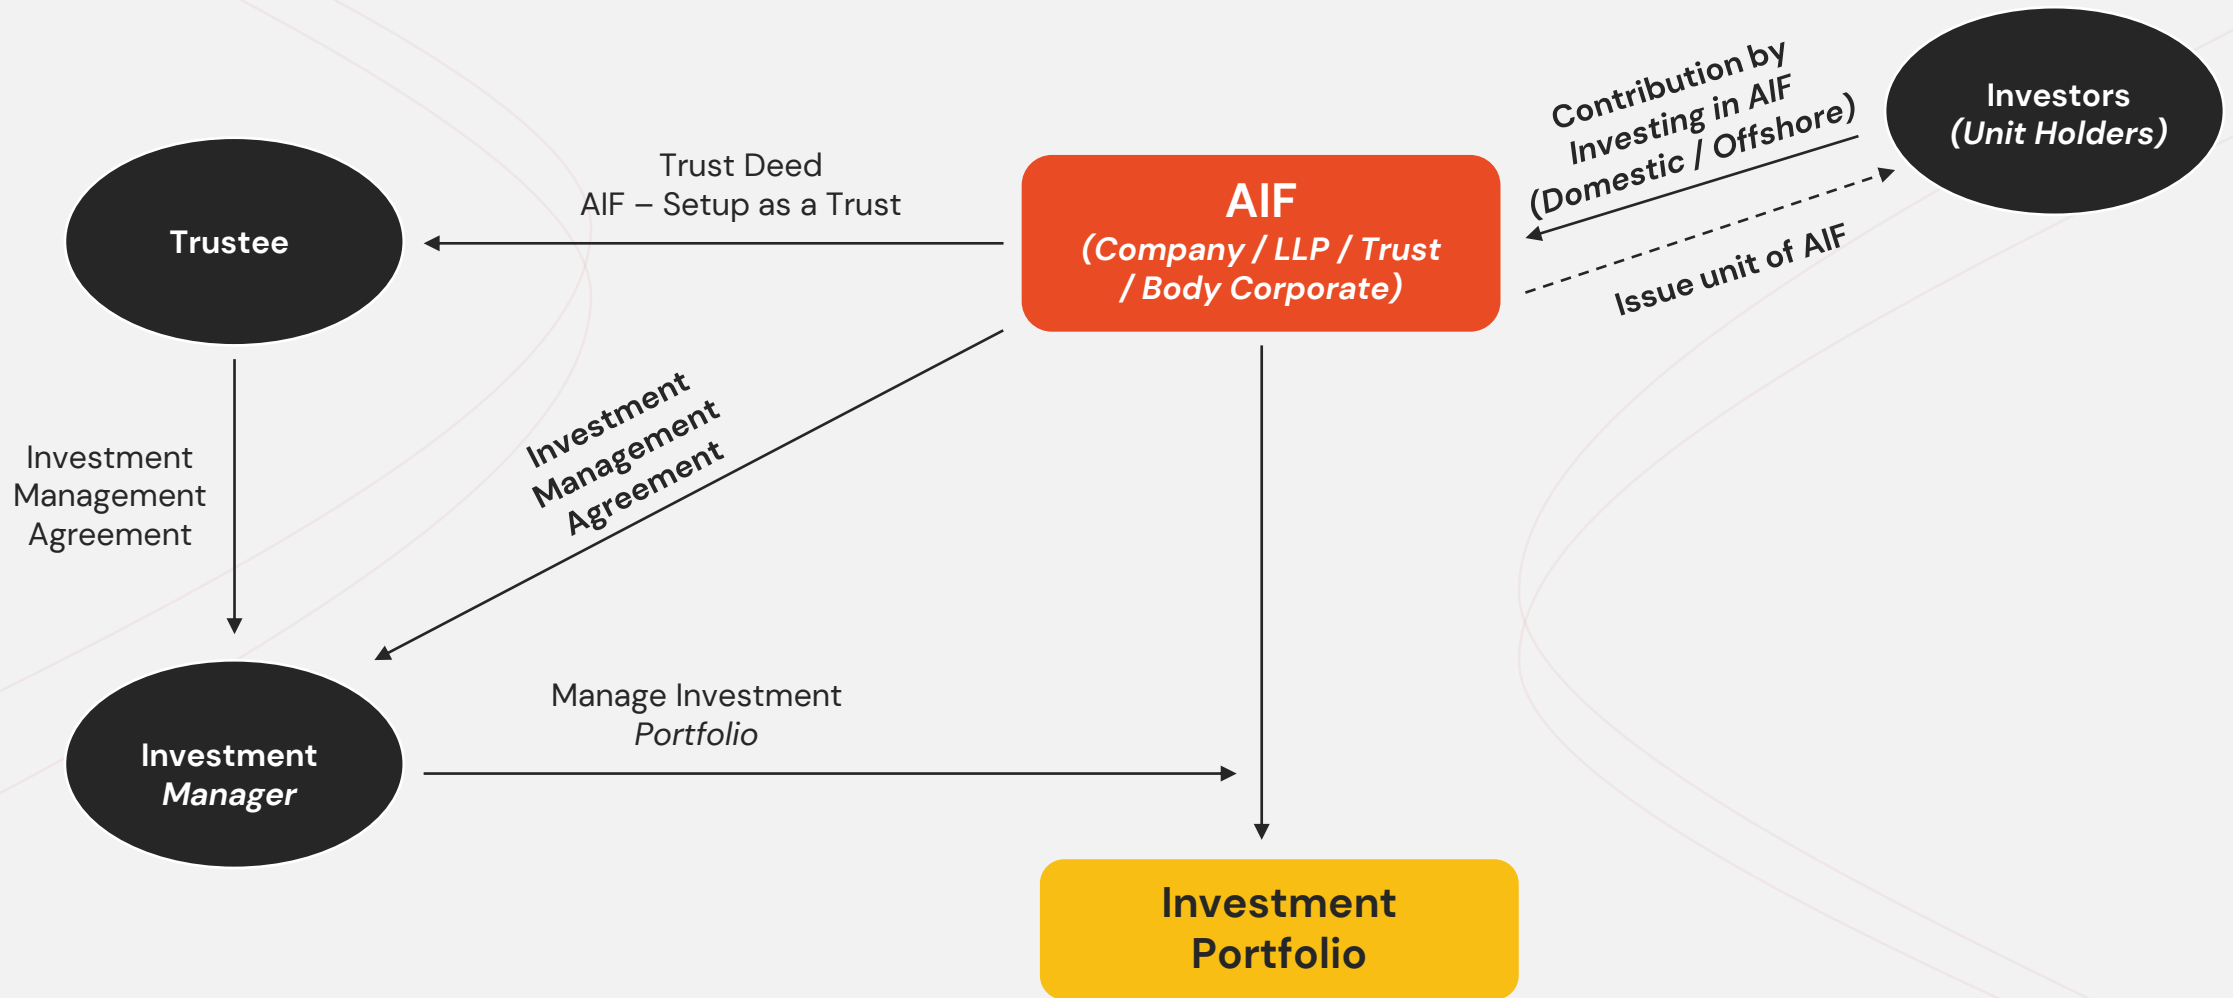 Contribution by
Investing in AIF
(Domestic / Offshore)
Investors
(Unit Holders)
Trust Deed
AIF – Setup as a Trust
AIF
(Company / LLP / Trust
/ Body Corporate)
Trustee
Issue unit of AIF
Investment
Management
Agreement
Investment
Management
Agreement
Manage Investment
Portfolio
Investment
Manager
Investment
Portfolio